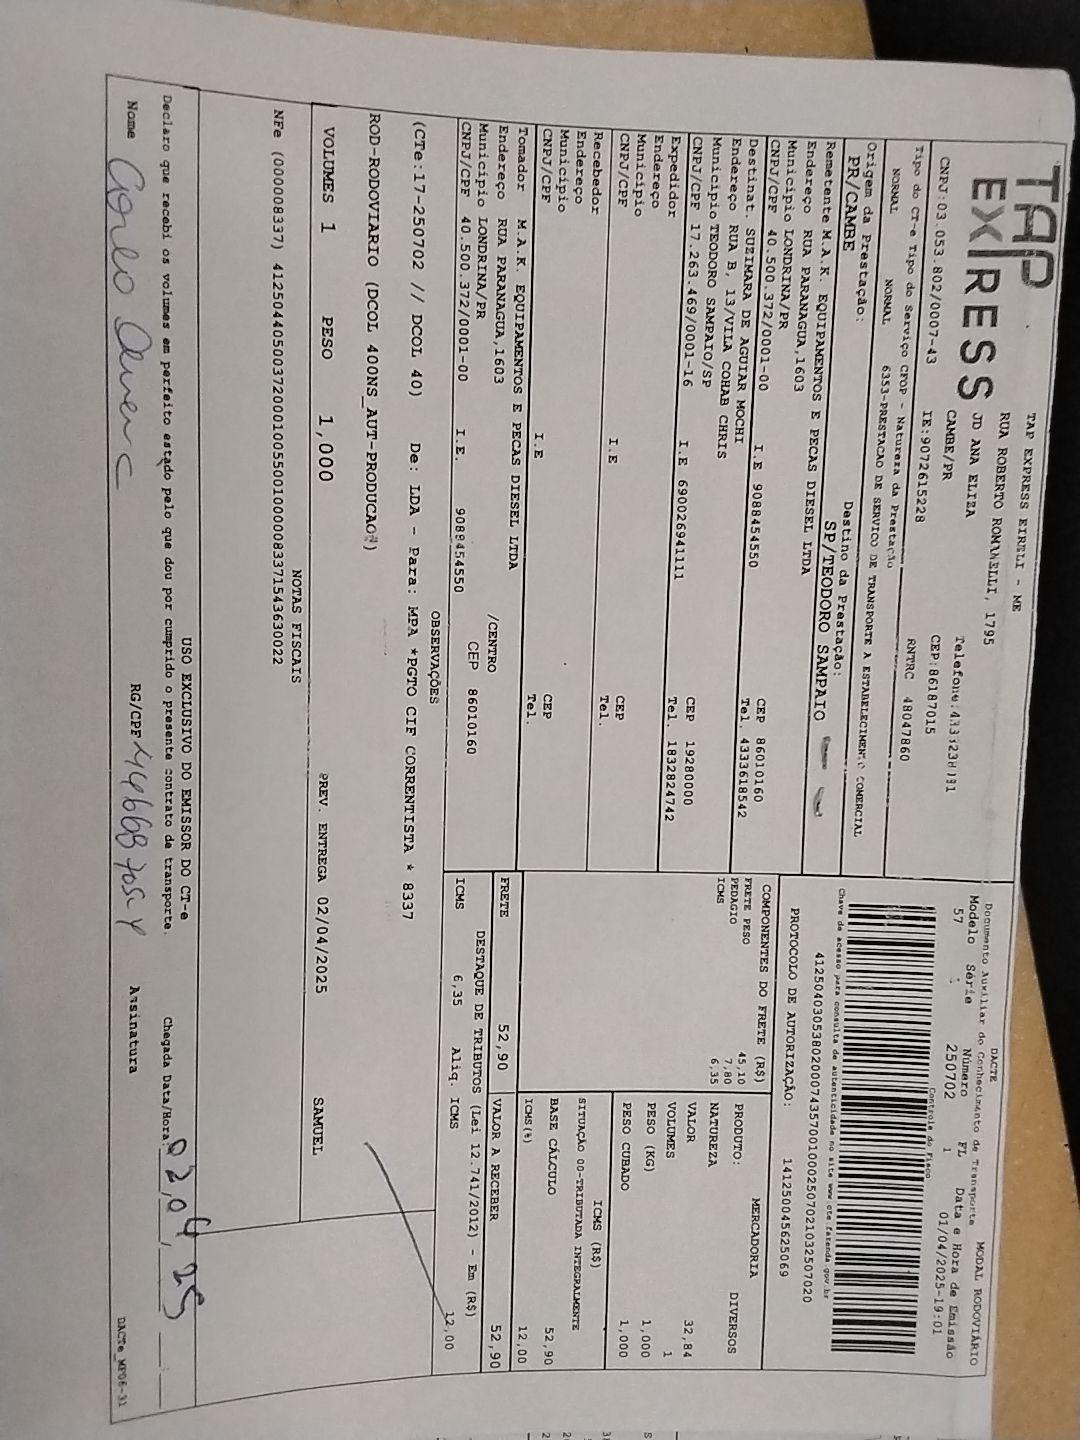 TAP
EXPRESS
TAP EXPRESS EIRELI - ME
RUA ROBERTO ROMINELLI, 1795
JD ANA ELIZA
CAMBE/PR
CEP:86187015
CNPJ:03.053.802/0007-43
IE:9072615228
RNTRC 48047860
Tipo do CT-e Tipo do Serviço CFOP - Natureza da Prestação
NORMAL NORMAL 6353-PRESTACAO DE SERVICO DE TRANSPORTE A ESTABELECIMENTO COMERCIAL
Origem da Prestação: Destino da Prestação:
PR/CAMBE SP/TEODORO SAMPAIO
DACTE MODAL RODOVIÁRIO
Documento Auxiliar do Conhecimento de Transporte
Modelo Série Número FL Data e Hora de Emissão
57 250702 1 01/04/2025-19:01
Controle do Fisco
Chave de acesso para consulta de autenticidade no site www.cte.fazenda.gov.br
41250403053802000743570010002507021032507020
PROTOCOLO DE AUTORIZAÇÃO: 141250045625069
Remetente M.A.K. EQUIPAMENTOS E PECAS DIESEL LTDA
Endereço RUA PARANAGUA,1603
Município LONDRINA/PR CEP 86010160
CNPJ/CPF 40.500.372/0001-00 I.E 9088454550 Tel 4333618542
Destinat. SUZIMARA DE AGUIAR MOCHI
Endereço RUA B, 13/VILA COHAB CHRIS
Município TEODORO SAMPAIO/SP CEP 19280000
CNPJ/CPF 17.263.469/0001-16 I.E 690026941111 Tel. 1832824742
Expedidor
Endereço
Município CEP
CNPJ/CPF I.E Tel.
Recebedor
Endereço
Município CEP
CNPJ/CPF I.E Tel.
Tomador M.A.K. EQUIPAMENTOS E PECAS DIESEL LTDA
Endereço RUA PARANAGUA,1603 /CENTRO
Município LONDRINA/PR CEP 86010160
CNPJ/CPF 40.500.372/0001-00 I.E. 9088454550
COMPONENTES DO FRETE (R$)
FRETE PESO 45,10
PEDAGIO 7,80
ICMS 6,35
MERCADORIA
PRODUTO: DIVERSOS
NATUREZA
VALOR 32,84
VOLUMES 1
PESO (KG) 1,000
PESO CUBADO 1,000
ICMS (R$)
SITUAÇÃO 00-TRIBUTADA INTEGRALMENTE
BASE CÁLCULO 52,90
ICMS(%) 12,00
FRETE 52,90 VALOR A RECEBER 52,90
DESTAQUE DE TRIBUTOS (Lei 12.741/2012) - Em (R$)
ICMS 6,35 Aliq. ICMS 12,00
OBSERVAÇÕES
(CTe:17-250702 // DCOL 40) De: LDA - Para: MPA *PGTO CIF CORRENTISTA * 8337
ROD-RODOVIARIO (DCOL 400NS_AUT-PRODUCAO")
VOLUMES 1 PESO 1,000 PREV. ENTREGA 02/04/2025 SAMUEL
NOTAS FISCAIS
NFe (000008337) 41250440500372000100550010000083371543630022
USO EXCLUSIVO DO EMISSOR DO CT-e
Declaro que recebi os volumes em perfeito estado pelo que dou por cumprido o presente contrato de transporte. Chegada Data/Hora: 02,04,25 :
Nome RG/CPF Assinatura
DACTe_MP06-31